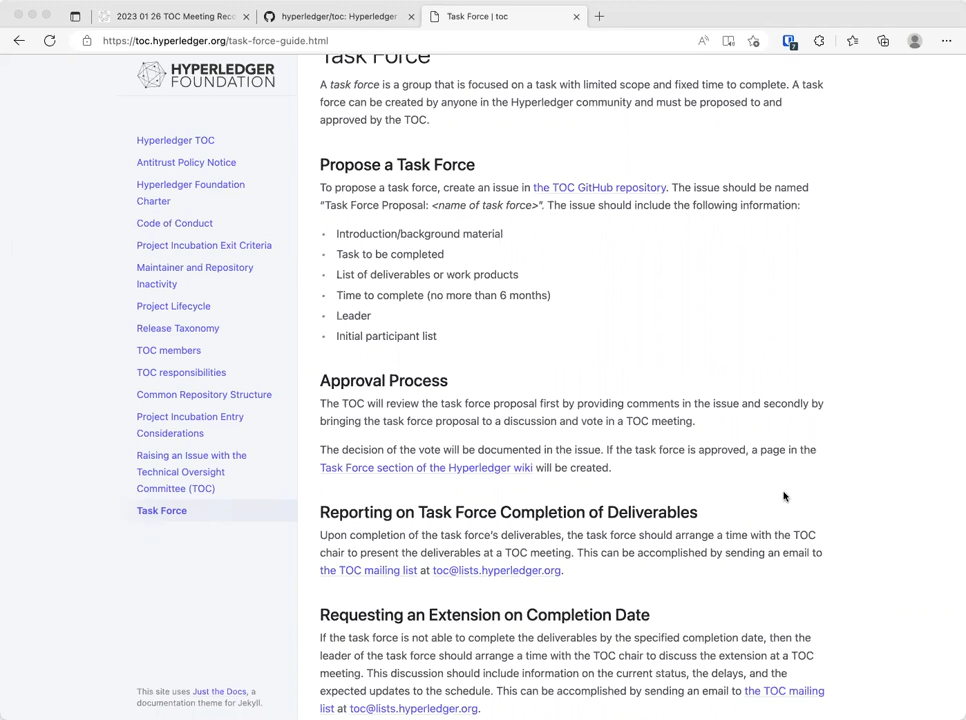 2023 01 26 TOC Meeting Reco
hyperledger/toc: Hyperledger
Task Force | toc
https://toc.hyperledger.org/task-force-guide.html
7
HYPERLEDGER
FOUNDATION
Hyperledger TOC
Antitrust Policy Notice
Hyperledger Foundation
Charter
Code of Conduct
Project Incubation Exit Criteria
Maintainer and Repository
Inactivity
Project Lifecycle
Release Taxonomy
TOC members
TOC responsibilities
Common Repository Structure
Project Incubation Entry
Considerations
Raising an Issue with the
Technical Oversight
Committee (TOC)
Task Force
This site uses Just the Docs, a
documentation theme for Jekyll.
Task Force
A task force is a group that is focused on a task with limited scope and fixed time to complete. A task
force can be created by anyone in the Hyperledger community and must be proposed to and
approved by the TOC.
Propose a Task Force
To propose a task force, create an issue in the TOC GitHub repository. The issue should be named
“Task Force Proposal: <name of task force>”. The issue should include the following information:
• Introduction/background material
• Task to be completed
• List of deliverables or work products
• Time to complete (no more than 6 months)
• Leader
• Initial participant list
Approval Process
The TOC will review the task force proposal first by providing comments in the issue and secondly by
bringing the task force proposal to a discussion and vote in a TOC meeting.
The decision of the vote will be documented in the issue. If the task force is approved, a page in the
Task Force section of the Hyperledger wiki will be created.
Reporting on Task Force Completion of Deliverables
Upon completion of the task force's deliverables, the task force should arrange a time with the TOC
chair to present the deliverables at a TOC meeting. This can be accomplished by sending an email to
the TOC mailing list at toc@lists.hyperledger.org.
Requesting an Extension on Completion Date
If the task force is not able to complete the deliverables by the specified completion date, then the
leader of the task force should arrange a time with the TOC chair to discuss the extension at a TOC
meeting. This discussion should include information on the current status, the delays, and the
expected updates to the schedule. This can be accomplished by sending an email to the TOC mailing
list at toc@lists.hyperledger.org.